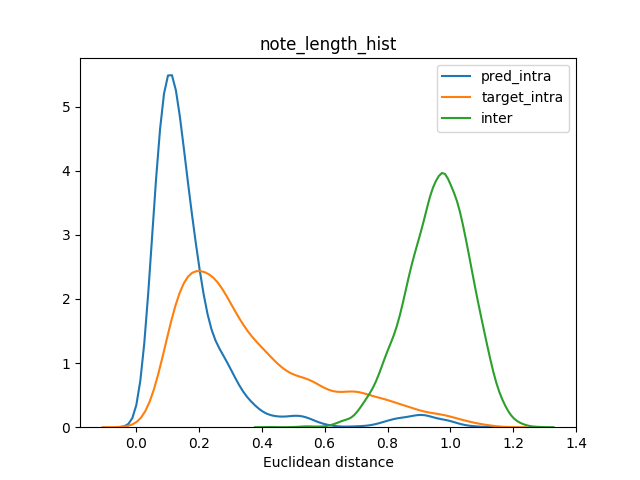 note_length_hist
pred_intra
target_intra
inter
5
4
3
2
1
0
0.0 0.2 0.4 0.6 0.8 1.0 1.2 1.4
Euclidean distance